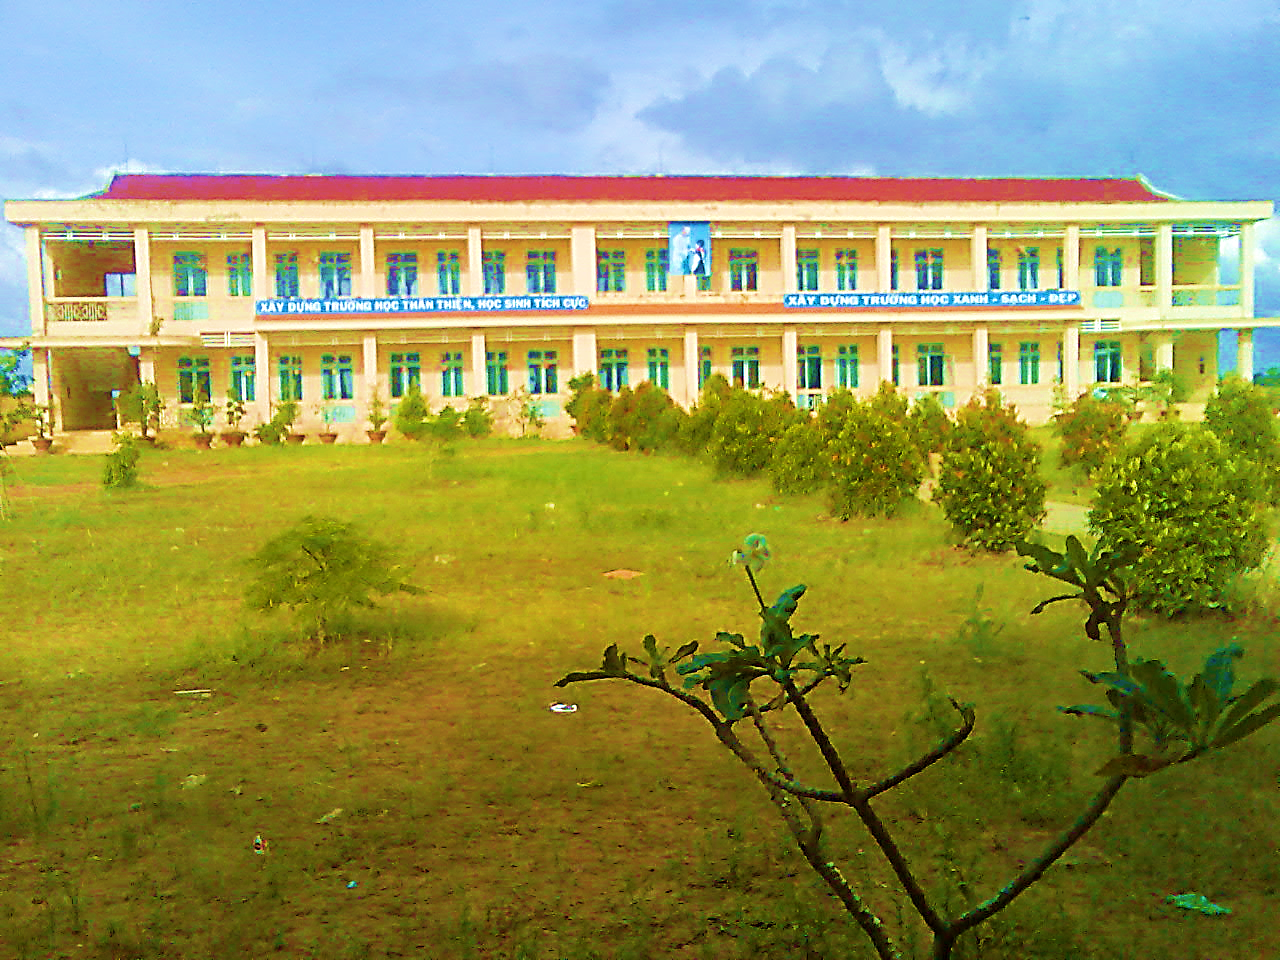 XÂY DỰNG TRƯỜNG HỌC THÂN THIỆN, HỌC SINH TÍCH CỰC
XÂY DỰNG TRƯỜNG HỌC XANH - SẠCH - ĐẸP